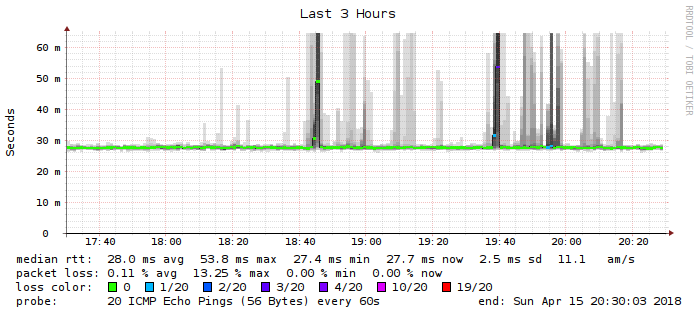 Last 3 Hours
RRDTOOL / TOBI OETIKER
Seconds
60 m
50 m
40 m
30 m
20 m
10 m
0
17:40 18:00 18:20 18:40 19:00 19:20 19:40 20:00 20:20
median rtt: 28.0 ms avg 53.8 ms max 27.4 ms min 27.7 ms now 2.5 ms sd 11.1 am/s
packet loss: 0.11 % avg 13.25 % max 0.00 % min 0.00 % now
loss color: 0 1/20 2/20 3/20 4/20 10/20 19/20
probe: 20 ICMP Echo Pings (56 Bytes) every 60s end: Sun Apr 15 20:30:03 2018